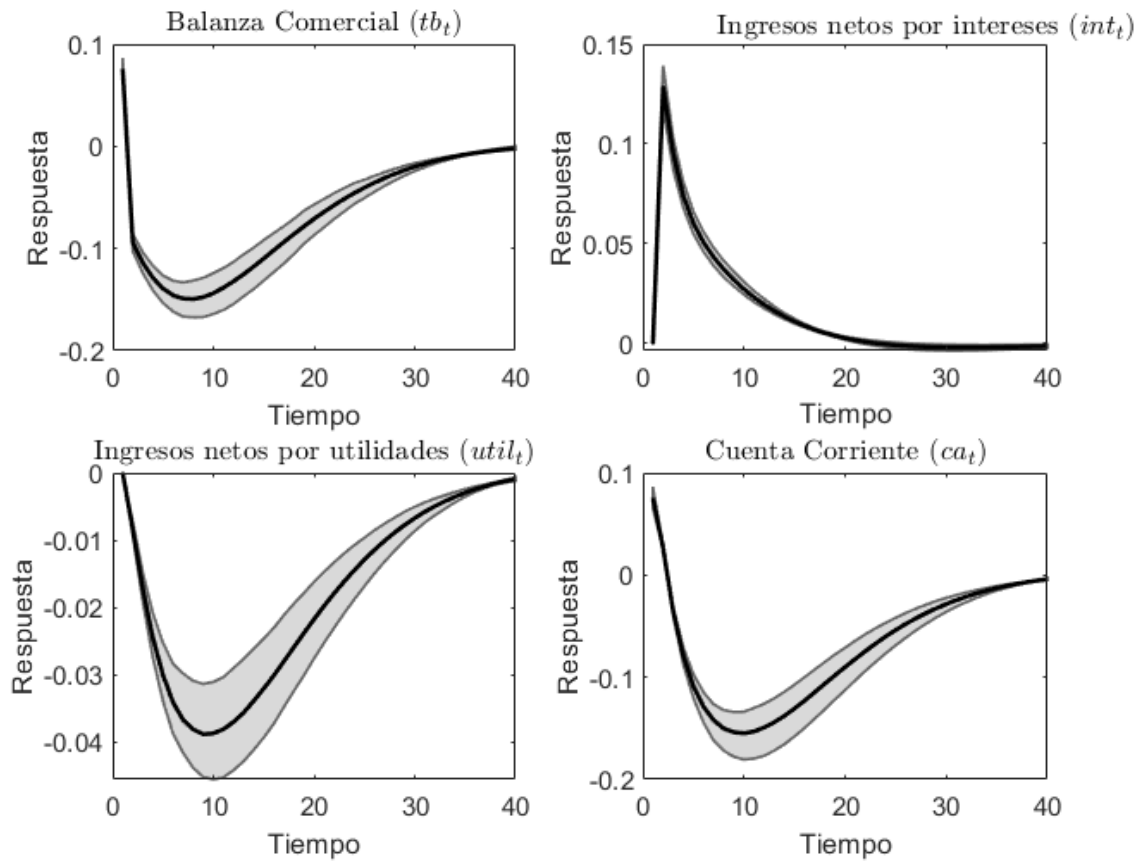 Balanza Comercial (tb_t)
0.1
0
-0.1
-0.2
Respuesta
0 10 20 30 40
Tiempo
Ingresos netos por intereses (int_t)
0.15
0.1
0.05
0
Respuesta
0 10 20 30 40
Tiempo
Ingresos netos por utilidades (util_t)
0
-0.01
-0.02
-0.03
-0.04
Respuesta
0 10 20 30 40
Tiempo
Cuenta Corriente (ca_t)
0.1
0
-0.1
-0.2
Respuesta
0 10 20 30 40
Tiempo